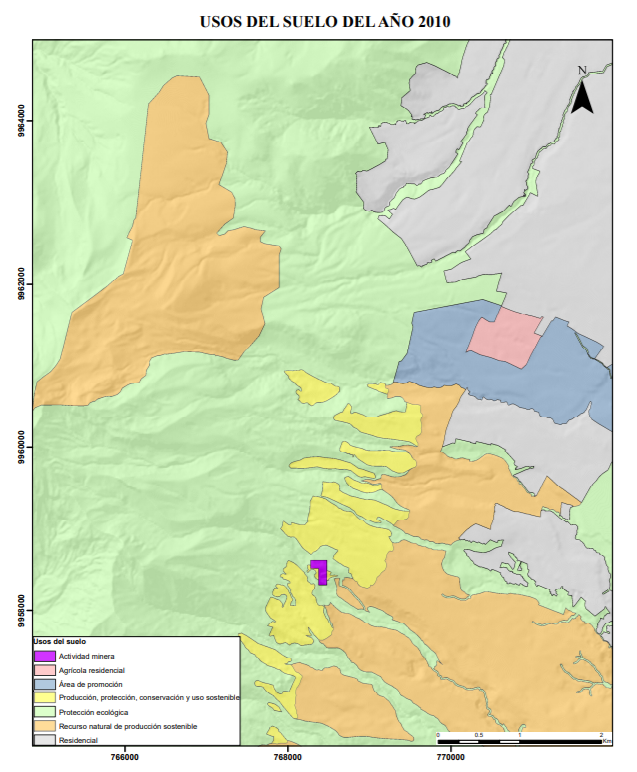 USOS DEL SUELO DEL AÑO 2010
N
9964000
9962000
9960000
9958000
Usos del suelo
Actividad minera
Agrícola residencial
Área de promoción
Producción, protección, conservación y uso sostenible
Protección ecológica
Recurso natural de producción sostenible
Residencial
0 0.5 1 2
Km
766000 768000 770000